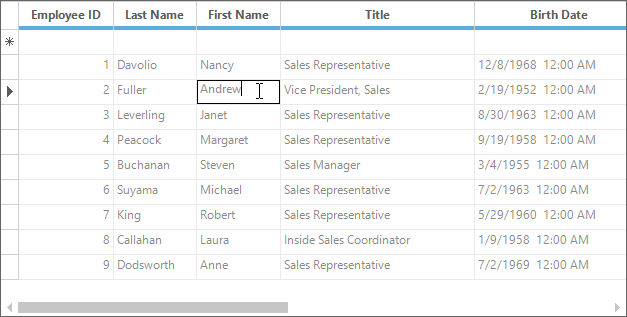 Employee ID Last Name First Name Title Birth Date
1 Davolio Nancy Sales Representative 12/8/1968 12:00 AM
2 Fuller Andrew Vice President, Sales 2/19/1952 12:00 AM
3 Leverling Janet Sales Representative 8/30/1963 12:00 AM
4 Peacock Margaret Sales Representative 9/19/1958 12:00 AM
5 Buchanan Steven Sales Manager 3/4/1955 12:00 AM
6 Suyama Michael Sales Representative 7/2/1963 12:00 AM
7 King Robert Sales Representative 5/29/1960 12:00 AM
8 Callahan Laura Inside Sales Coordinator 1/9/1958 12:00 AM
9 Dodsworth Anne Sales Representative 7/2/1969 12:00 AM